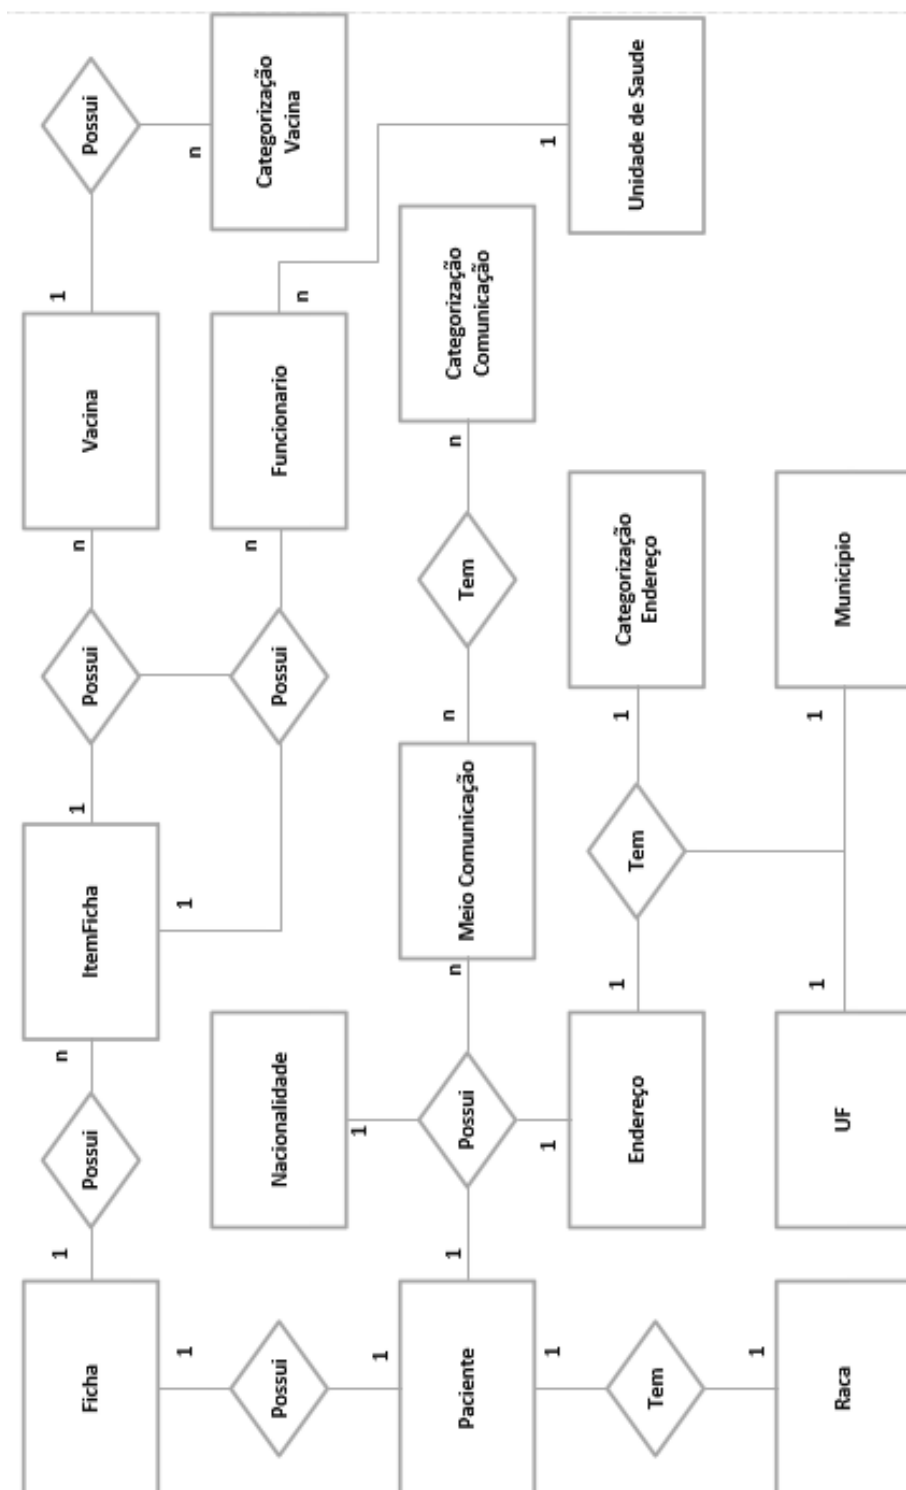 Ficha
1
Possui
n
ItemFicha
1
Possui
n
Vacina
1
Possui
1
1
n
Possui
Nacionalidade
Possui
n
Funcionario
n
Categorização
Vacina
1
1
Paciente
1
Possui
n
Meio Comunicação
n
Tem
n
Categorização
Comunicação
1
1
1
Tem
Endereço
1
Tem
1
Categorização
Endereço
Unidade de Saude
1
Raca
UF
1
1
Municipio